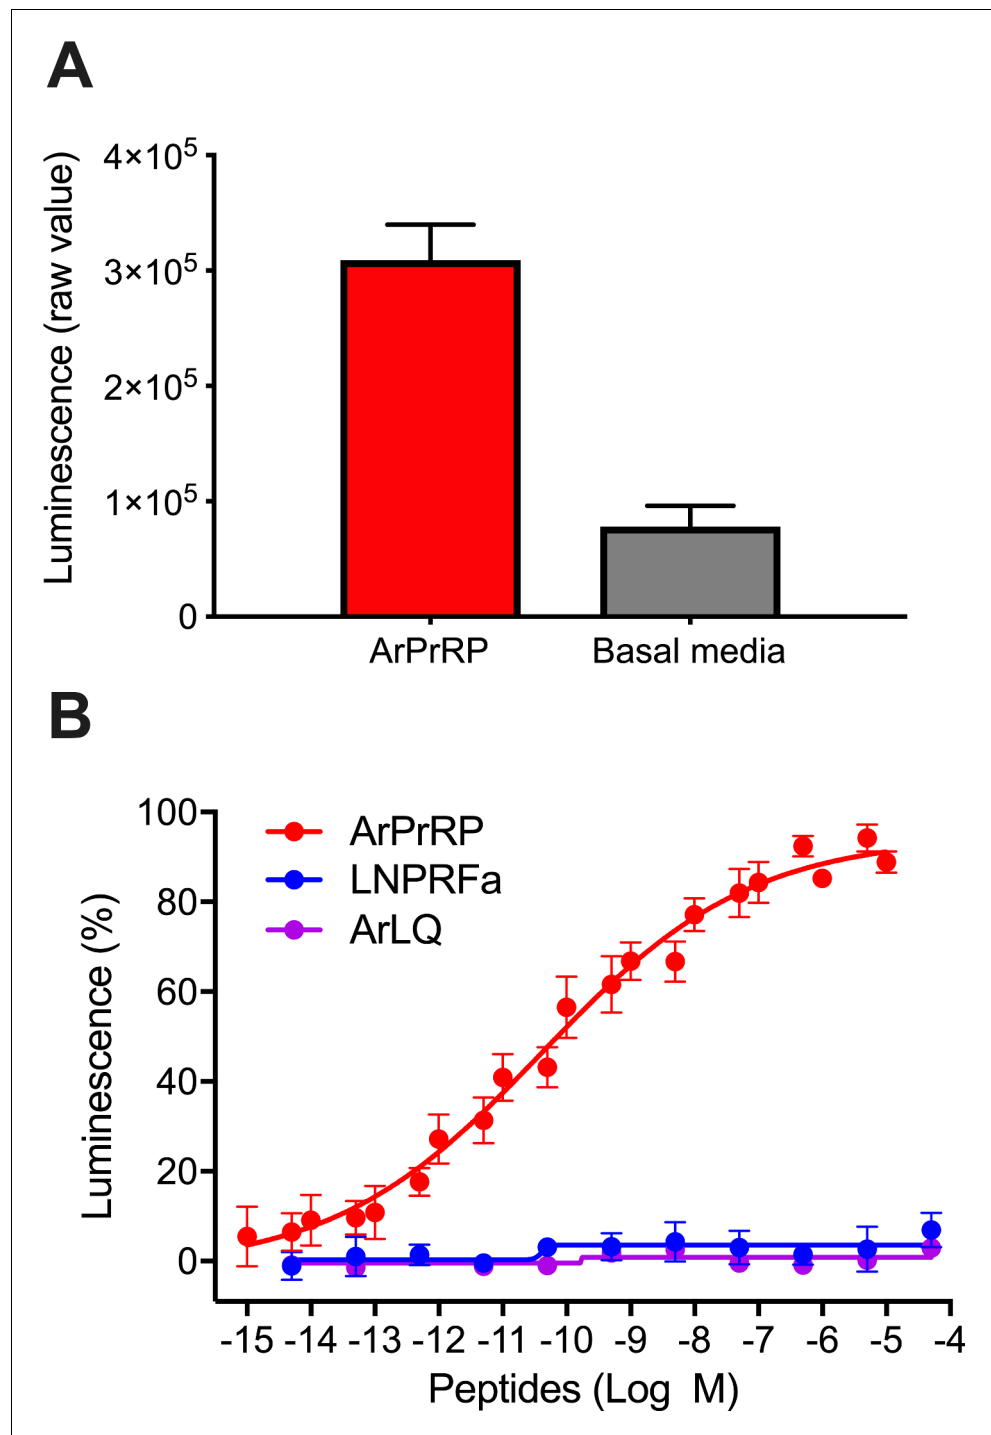 A
Luminescence (raw value)
4×10⁵
3×10⁵
2×10⁵
1×10⁵
0
ArPrRP
Basal media
B
Luminescence (%)
100
80
60
40
20
0
ArPrRP
LNPRFa
ArLQ
-15 -14 -13 -12 -11 -10 -9 -8 -7 -6 -5 -4
Peptides (Log M)